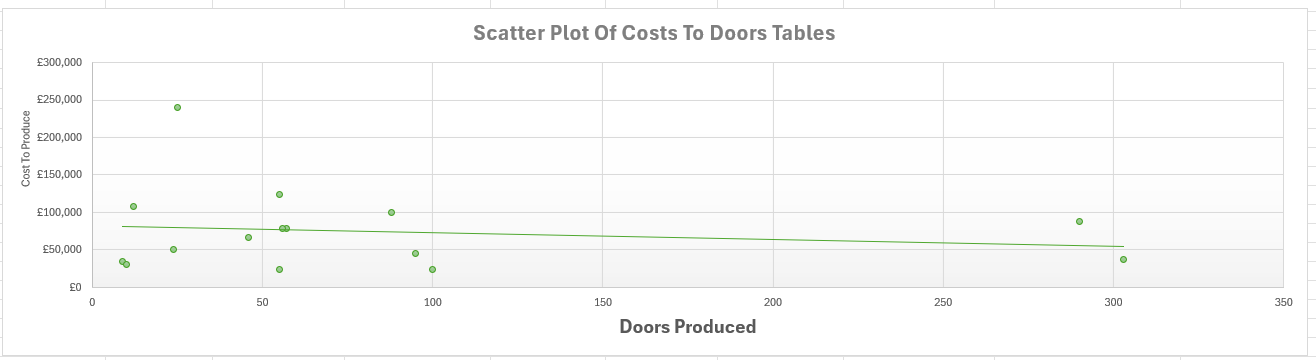 Scatter Plot Of Costs To Doors Tables
Cost To Produce
£300,000
£250,000
£200,000
£150,000
£100,000
£50,000
£0
0 50 100 150 200 250 300 350
Doors Produced